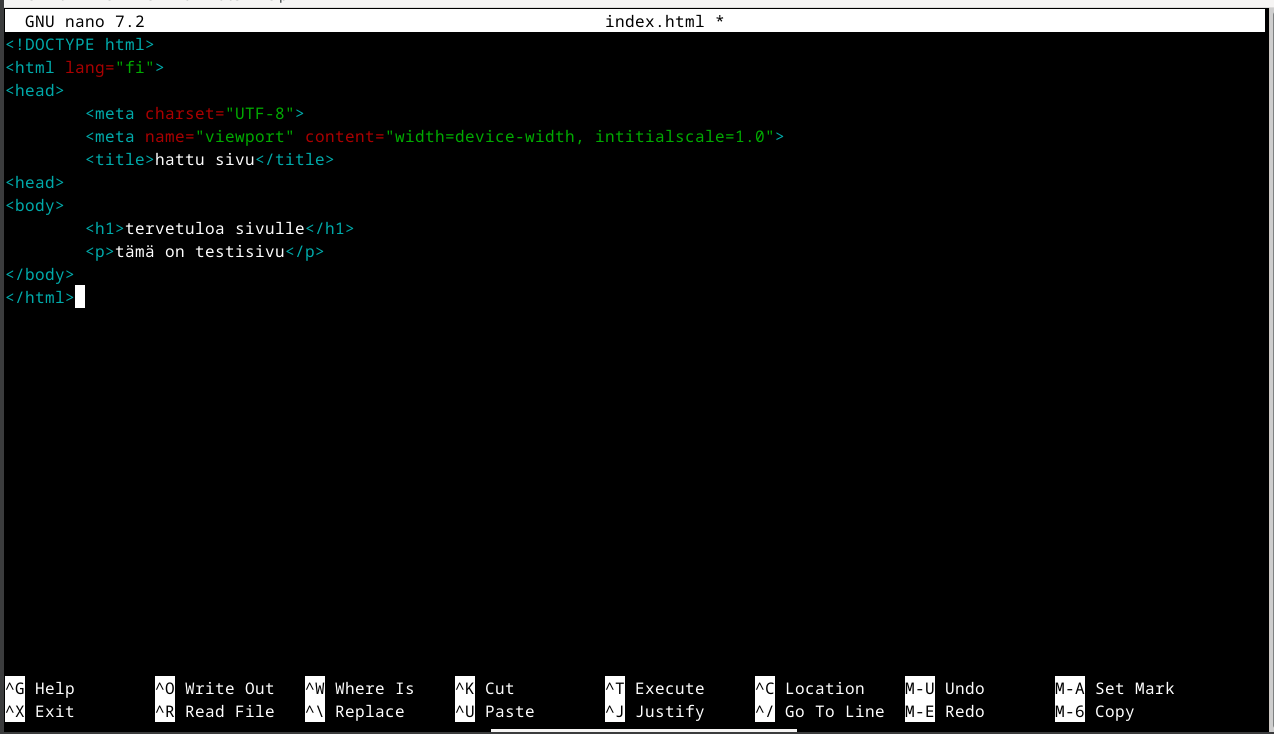 GNU nano 7.2 index.html *
<!DOCTYPE html>
<html lang="fi">
<head>
<meta charset="UTF-8">
<meta name="viewport" content="width=device-width, intitialscale=1.0">
<title>hattu sivu</title>
<head>
<body>
<h1>tervetuloa sivulle</h1>
<p>tämä on testisivu</p>
</body>
</html>
^G Help ^O Write Out ^W Where Is ^K Cut ^T Execute ^C Location M-U Undo M-A Set Mark
^X Exit ^R Read File ^\ Replace ^U Paste ^J Justify ^/ Go To Line M-E Redo M-6 Copy